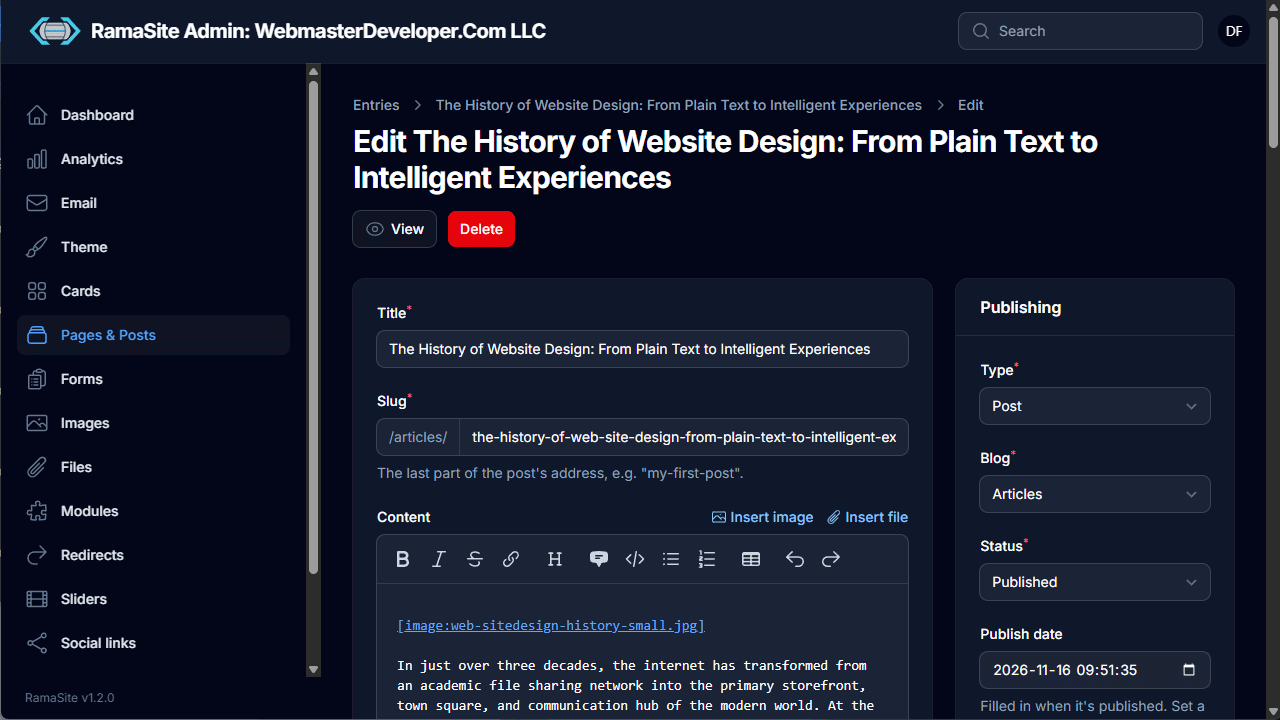 RamaSite Admin: WebmasterDeveloper.Com LLC
Search
DF
Dashboard
Analytics
Email
Theme
Cards
Pages & Posts
Forms
Images
Files
Modules
Redirects
Sliders
Social links
RamaSite v1.2.0
Entries > The History of Website Design: From Plain Text to Intelligent Experiences > Edit
Edit The History of Website Design: From Plain Text to
Intelligent Experiences
View
Delete
Title*
The History of Website Design: From Plain Text to Intelligent Experiences
Slug*
/articles/ the-history-of-web-site-design-from-plain-text-to-intelligent-ex
The last part of the post's address, e.g. "my-first-post".
Content
Insert image
Insert file
[image:web-sitedesign-history-small.jpg]
In just over three decades, the internet has transformed from
an academic file sharing network into the primary storefront,
town square, and communication hub of the modern world. At the
Publishing
Type*
Post
Blog*
Articles
Status*
Published
Publish date
2026-11-16 09:51:35
Filled in when it's published. Set a